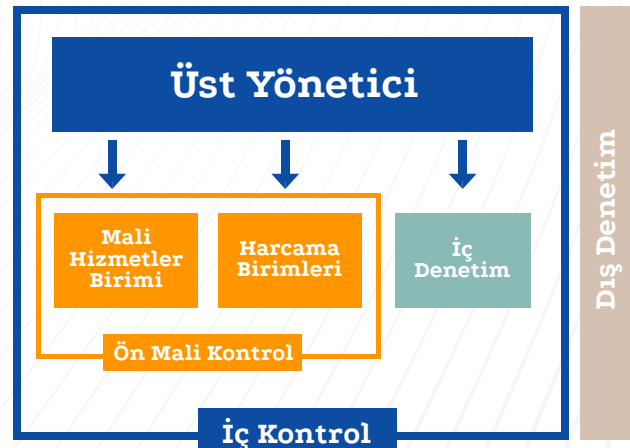 Üst Yönetici
Mali
Hizmetler
Birimi
Harcama
Birimleri
İç
Denetim
Ön Mali Kontrol
İç Kontrol
Dış Denetim